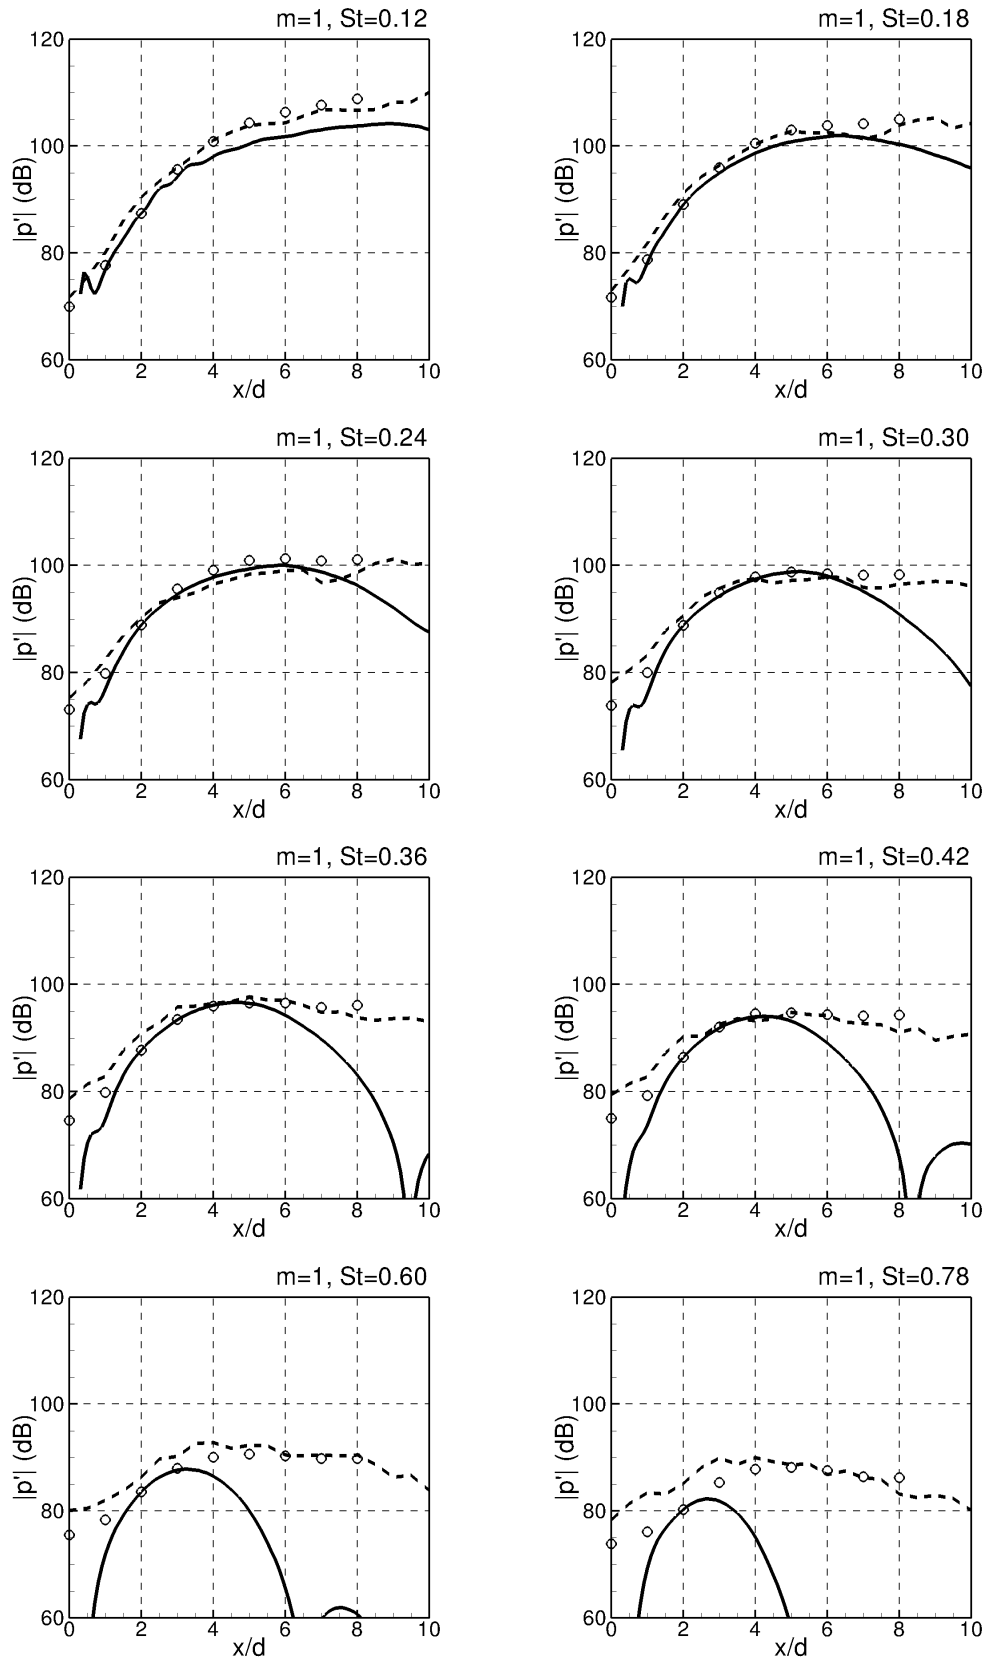 m=1, St=0.12
120
100
80
60
|p'| (dB)
0 2 4 6 8 10
x/d
m=1, St=0.18
120
100
80
60
|p'| (dB)
0 2 4 6 8 10
x/d
m=1, St=0.24
120
100
80
60
|p'| (dB)
0 2 4 6 8 10
x/d
m=1, St=0.30
120
100
80
60
|p'| (dB)
0 2 4 6 8 10
x/d
m=1, St=0.36
120
100
80
60
|p'| (dB)
0 2 4 6 8 10
x/d
m=1, St=0.42
120
100
80
60
|p'| (dB)
0 2 4 6 8 10
x/d
m=1, St=0.60
120
100
80
60
|p'| (dB)
0 2 4 6 8 10
x/d
m=1, St=0.78
120
100
80
60
|p'| (dB)
0 2 4 6 8 10
x/d